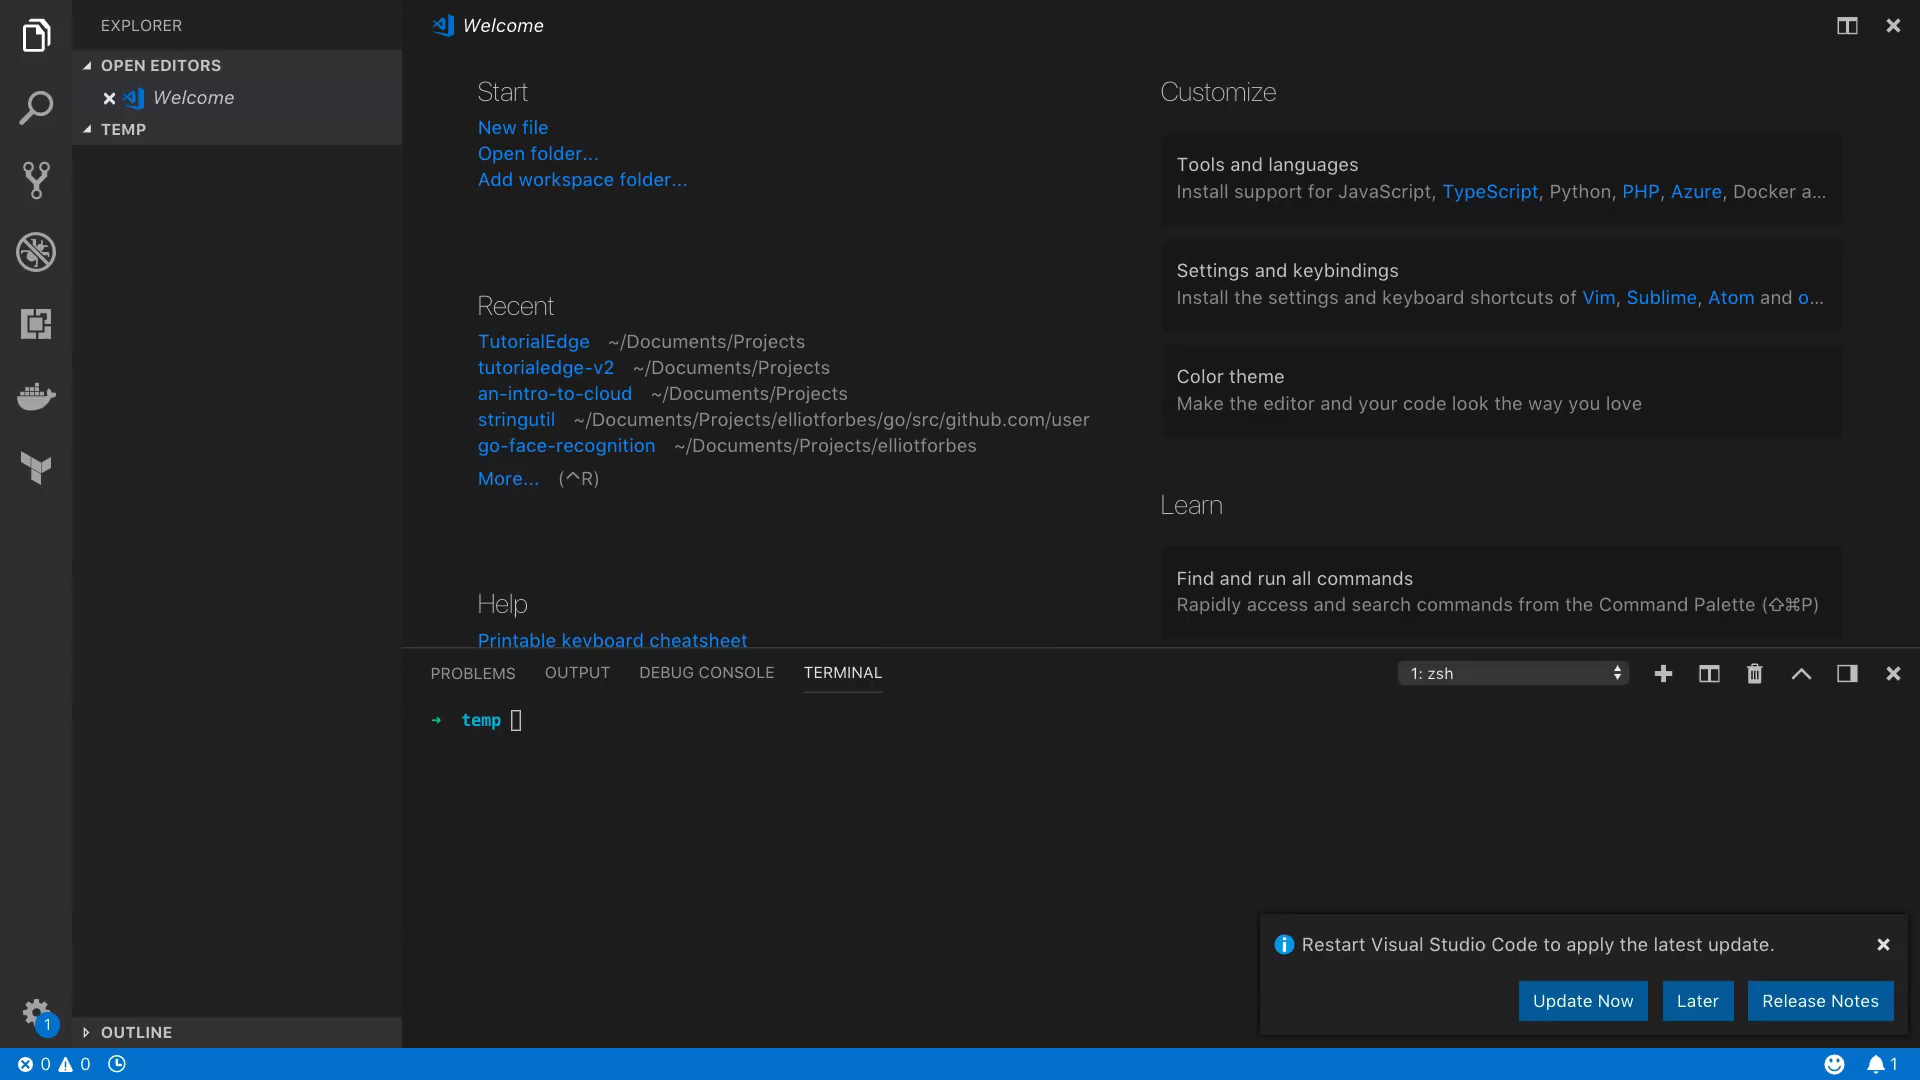 EXPLORER
OPEN EDITORS
Welcome
TEMP
OUTLINE
Welcome
Start
New file
Open folder...
Add workspace folder...
Recent
TutorialEdge ~/Documents/Projects
tutorialedge-v2 ~/Documents/Projects
an-intro-to-cloud ~/Documents/Projects
stringutil ~/Documents/Projects/elliotforbes/go/src/github.com/user
go-face-recognition ~/Documents/Projects/elliotforbes
More... (^R)
Help
Printable keyboard cheatsheet
Customize
Tools and languages
Install support for JavaScript, TypeScript, Python, PHP, Azure, Docker a...
Settings and keybindings
Install the settings and keyboard shortcuts of Vim, Sublime, Atom and o...
Color theme
Make the editor and your code look the way you love
Learn
Find and run all commands
Rapidly access and search commands from the Command Palette (⇧⌘P)
PROBLEMS OUTPUT DEBUG CONSOLE TERMINAL
1: zsh
➜ temp
Restart Visual Studio Code to apply the latest update.
Update Now Later Release Notes
1
0 0
1